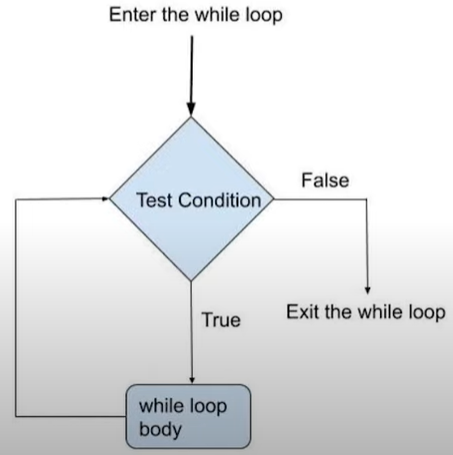 Enter the while loop
Test Condition
False
Exit the while loop
True
while loop
body